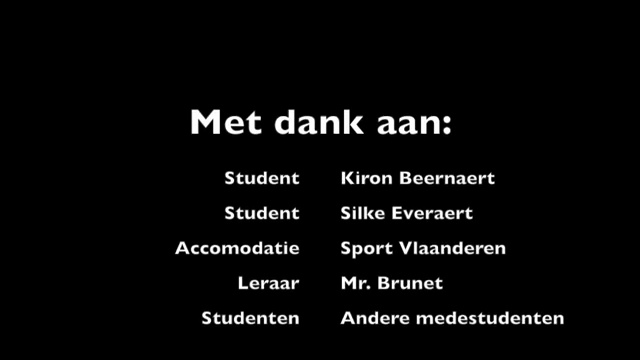 Met dank aan:
Student Kiron Beernaert
Student Silke Everaert
Accomodatie Sport Vlaanderen
Leraar Mr. Brunet
Studenten Andere medestudenten